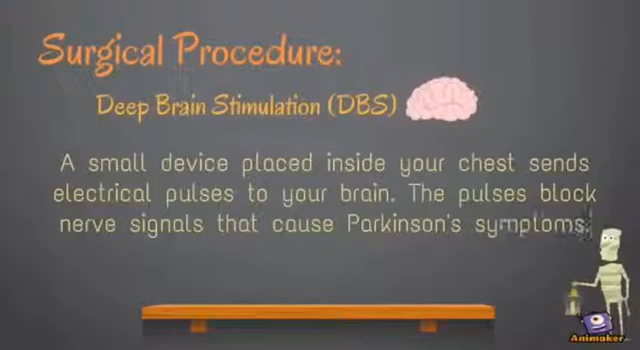 Surgical Procedure:
Deep Brain Stimulation (DBS)
A small device placed inside your chest sends
electrical pulses to your brain. The pulses block
nerve signals that cause Parkinson's symptoms.
Animaker